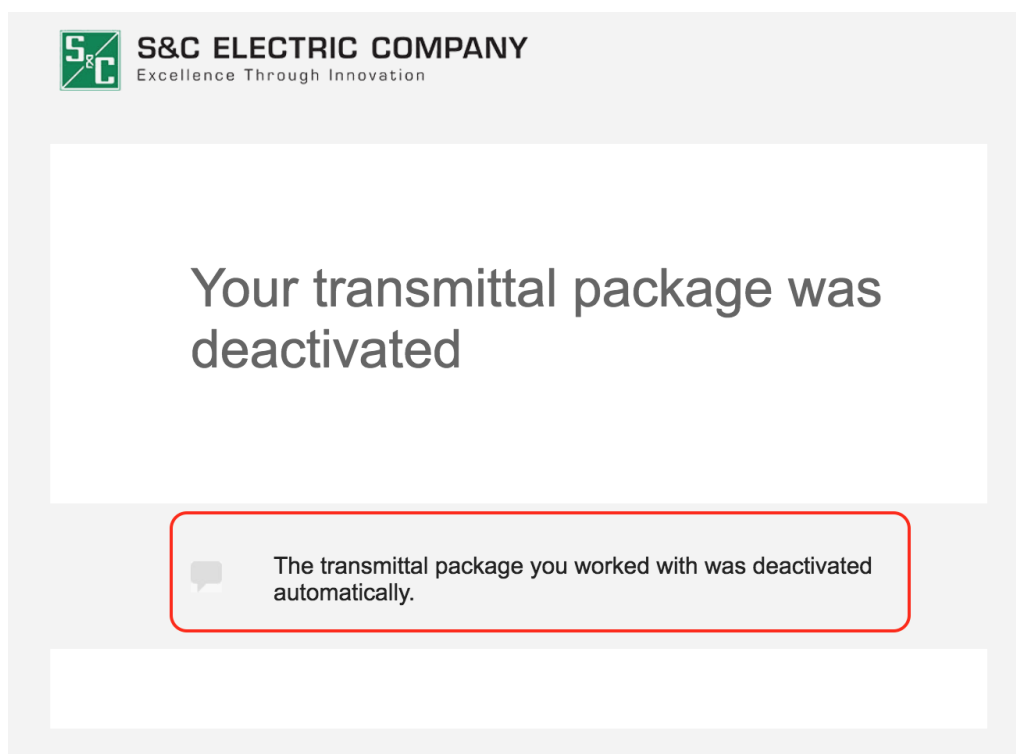 S&C
S&C ELECTRIC COMPANY
Excellence Through Innovation
Your transmittal package was
deactivated
The transmittal package you worked with was deactivated
automatically.